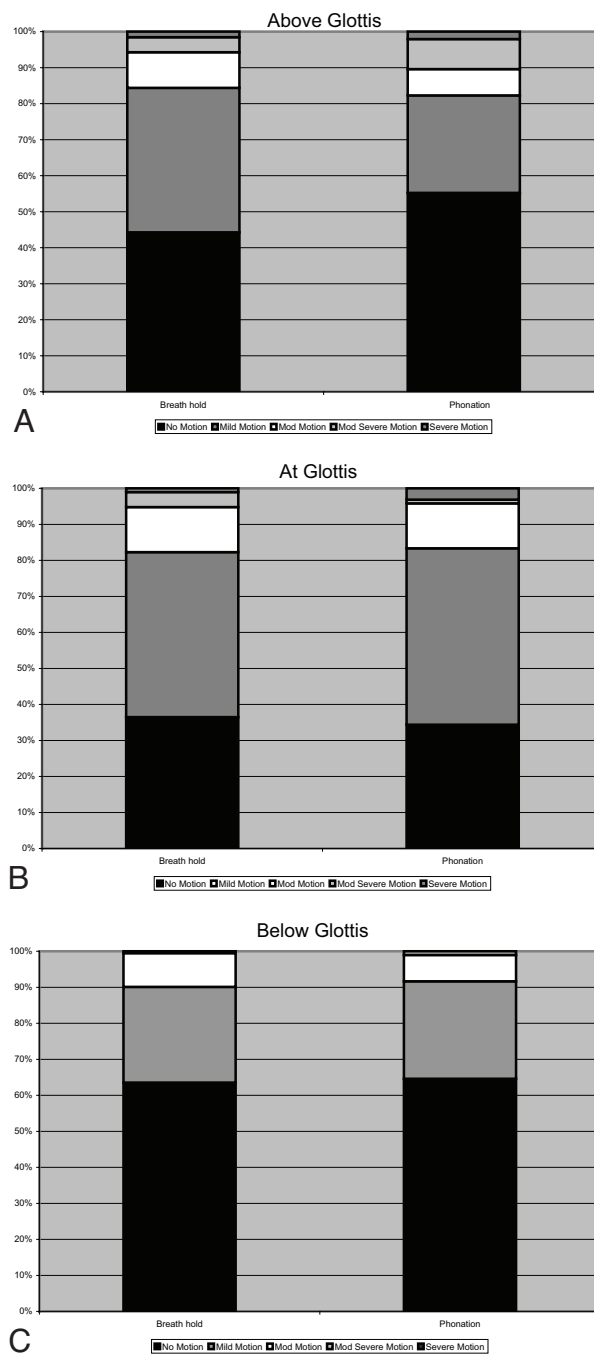 Above Glottis
100%
90%
80%
70%
60%
50%
40%
30%
20%
10%
0%
Breath hold Phonation
A
No Motion Mild Motion Mod Motion Mod Severe Motion Severe Motion
At Glottis
100%
90%
80%
70%
60%
50%
40%
30%
20%
10%
0%
Breath hold Phonation
B
No Motion Mild Motion Mod Motion Mod Severe Motion Severe Motion
Below Glottis
100%
90%
80%
70%
60%
50%
40%
30%
20%
10%
0%
Breath hold Phonation
C
No Motion Mild Motion Mod Motion Mod Severe Motion Severe Motion